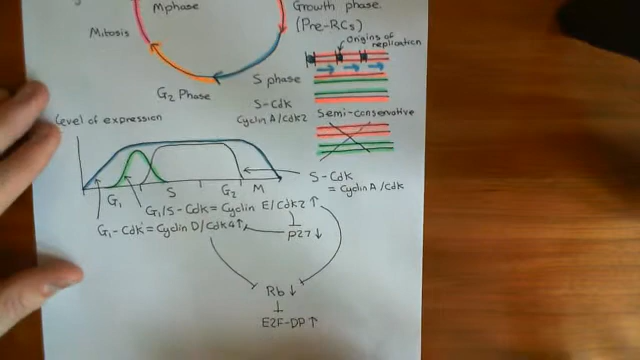 M phase
Growth phase.
(Pre-RCs)
Mitosis
Origins of
replication
S phase
G2 Phase
S-Cdk
Cyclin A/cdk2
Semi-conservative
Level of expression
G1
S
G2
M
S-Cdk
= Cyclin A/cdk
G1/S-Cdk = Cyclin E/Cdk2 ↑
G1-Cdk = Cyclin D/Cdk4 ↑
P27 ↓
Rb ↓
E2F-DP ↑